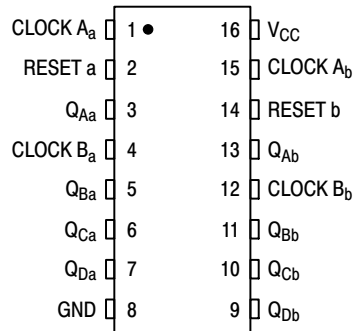 CLOCK Aa 1 16 VCC
RESET a 2 15 CLOCK Ab
QAa 3 14 RESET b
CLOCK Ba 4 13 QAb
QBa 5 12 CLOCK Bb
QCa 6 11 QBb
QDa 7 10 QCb
GND 8 9 QDb